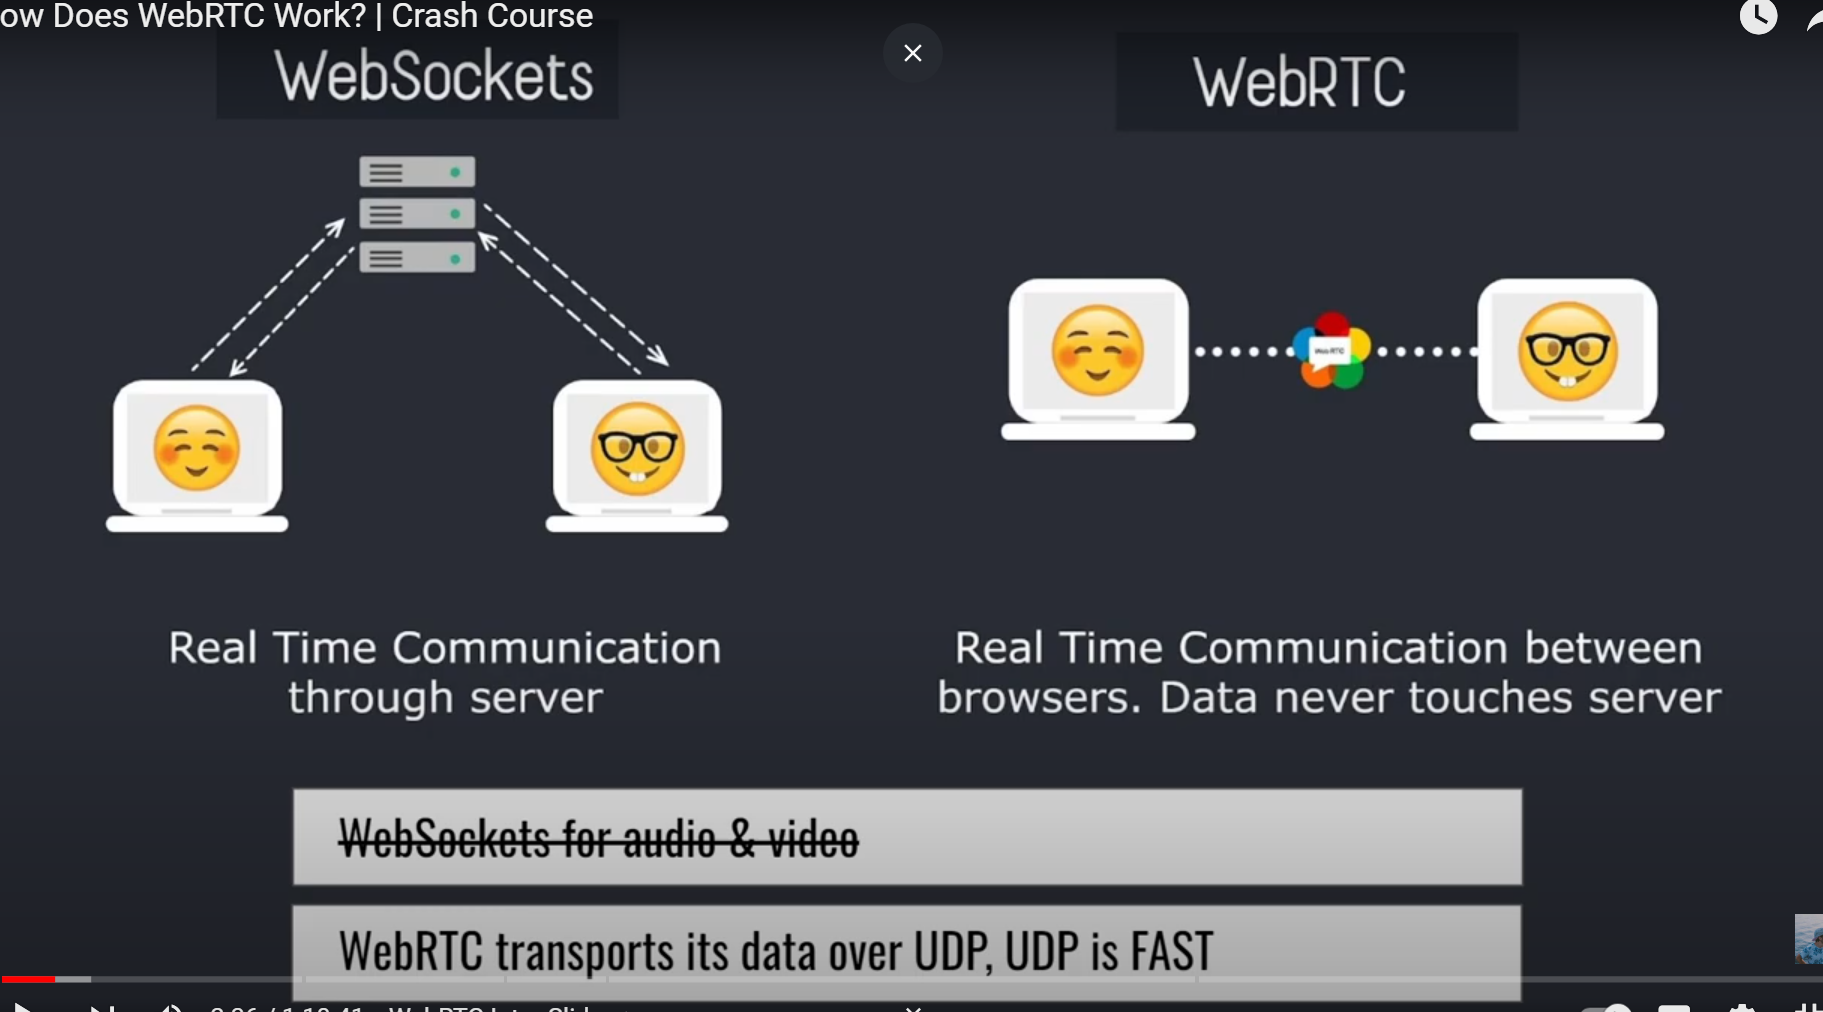 ow Does WebRTC Work? | Crash Course
WebSockets
WebRTC
Real Time Communication
through server
Real Time Communication between
browsers. Data never touches server
WebSockets for audio & video
WebRTC transports its data over UDP, UDP is FAST